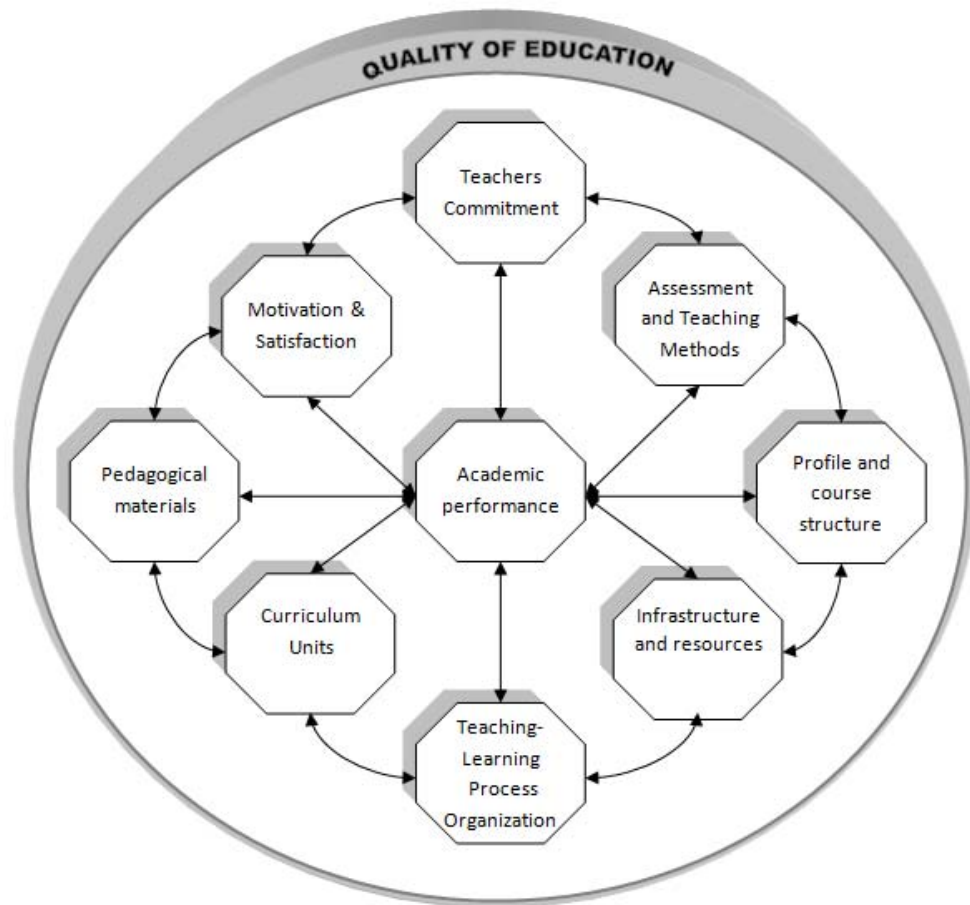 QUALITY OF EDUCATION
Teachers
Commitment
Motivation &
Satisfaction
Assessment
and Teaching
Methods
Pedagogical
materials
Academic
performance
Profile and
course
structure
Curriculum
Units
Infrastructure
and resources
Teaching-
Learning
Process
Organization